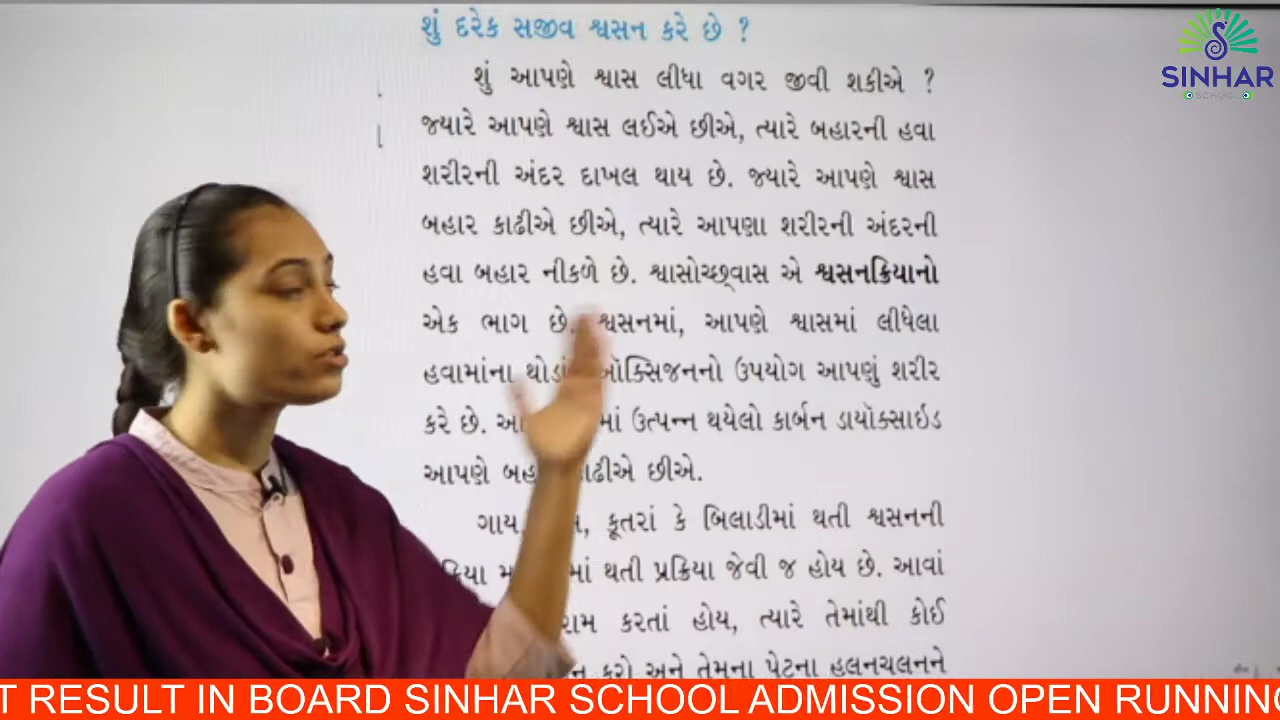 શું દરેક સજીવ શ્વસન કરે છે ?
SINHAR
SCHOOL
શું આપણે શ્વાસ લીધા વગર જીવી શકીએ ?
જ્યારે આપણે શ્વાસ લઈએ છીએ, ત્યારે બહારની હવા
શરીરની અંદર દાખલ થાય છે. જ્યારે આપણે શ્વાસ
બહાર કાઢીએ છીએ, ત્યારે આપણા શરીરની અંદરની
હવા બહાર નીકળે છે. શ્વાસોચ્છ્વાસ એ શ્વસનક્રિયાનો
એક ભાગ છે. શ્વસનમાં, આપણે શ્વાસમાં લીધેલા
હવામાંના ઑક્સિજનનો ઉપયોગ આપણું શરીર
કરે છે. ઉત્પન્ન થયેલો કાર્બન ડાયૉક્સાઇડ
આપણે કાઢીએ છીએ.
ગાય, કૂતરાં કે બિલાડીમાં થતી શ્વસનની
થતી પ્રક્રિયા જેવી જ હોય છે. આવાં
કરતાં હોય, ત્યારે તેમાંથી કોઈ
કરો અને તેમના પેટના હલનચલનને
T RESULT IN BOARD SINHAR SCHOOL ADMISSION OPEN RUNNING